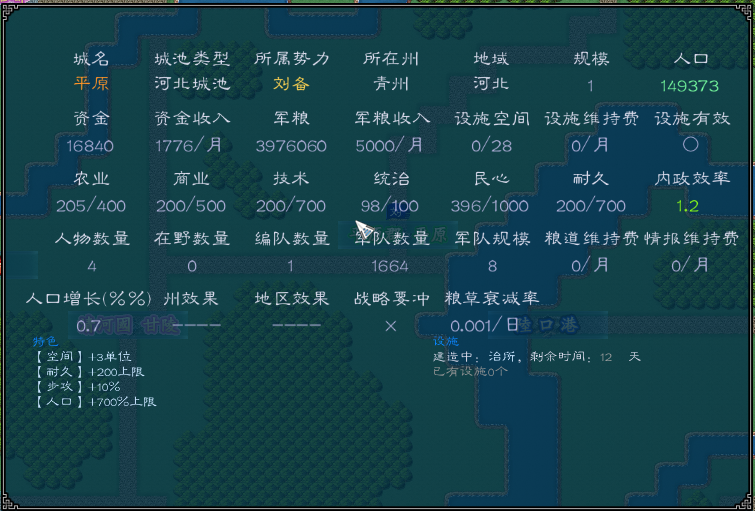 城名 城池类型 所属势力 所在州 地域 规模 人口
平原 河北城池 刘备 青州 河北 1 149373
资金 资金收入 军粮 军粮收入 设施空间 设施维持费 设施有效
16840 1776/月 3976060 5000/月 0/28 0/月 〇
农业 商业 技术 统治 民心 耐久 内政效率
205/400 200/500 200/700 98/100 396/1000 200/700 1.2
人物数量 在野数量 编队数量 军队数量 军队规模 粮道维持费 情报维持费
4 0 1 1664 8 0/月 0/月
人口增长(%%) 州效果 地区效果 战略要冲 粮草衰减率
0.7 ---- ---- × 0.001/日
特色
【空间】+3单位
【耐久】+200上限
【步攻】+10%
【人口】+700%上限
设施
建造中：治所，剩余时间：12 天
已有设施0个